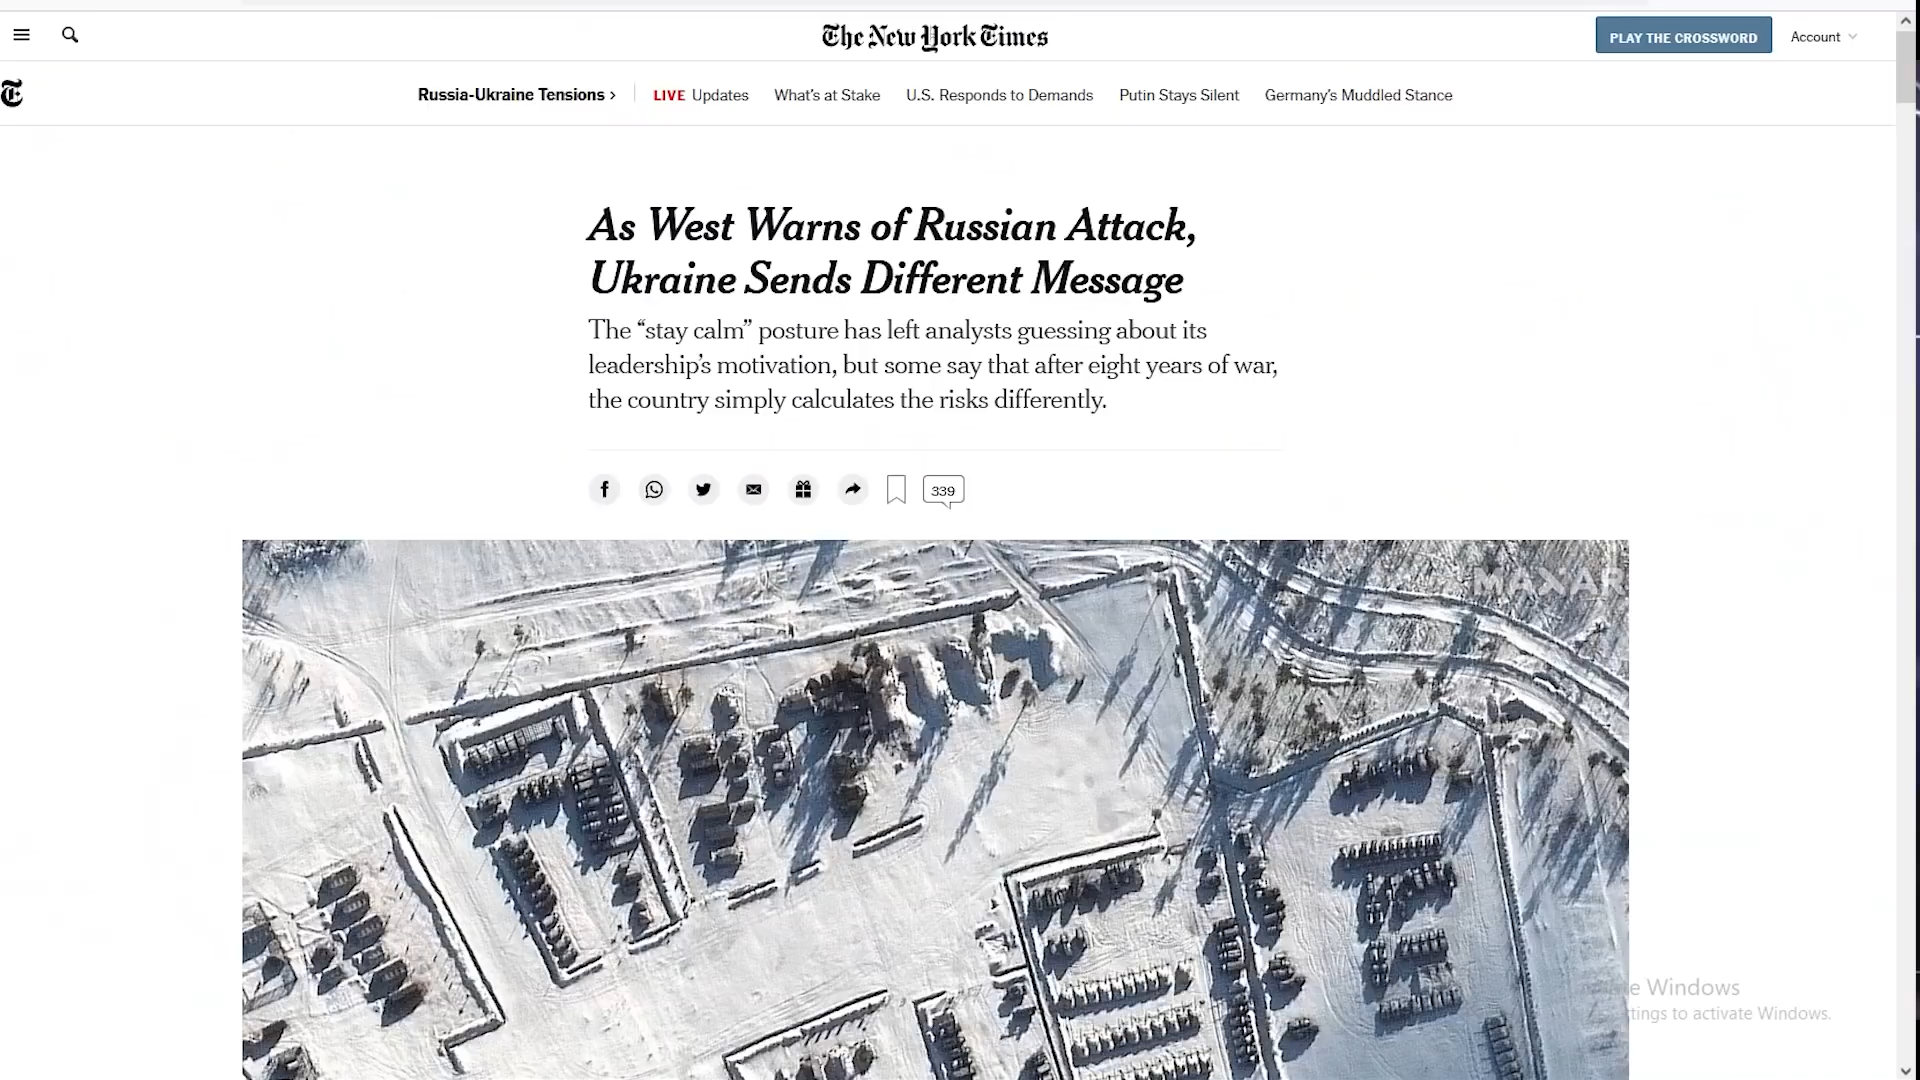 The New York Times
PLAY THE CROSSWORD
Account
T
Russia-Ukraine Tensions ›
LIVE Updates
What's at Stake
U.S. Responds to Demands
Putin Stays Silent
Germany's Muddled Stance
As West Warns of Russian Attack,
Ukraine Sends Different Message
The “stay calm” posture has left analysts guessing about its
leadership’s motivation, but some say that after eight years of war,
the country simply calculates the risks differently.
339
MAXAR
Windows
to activate Windows.